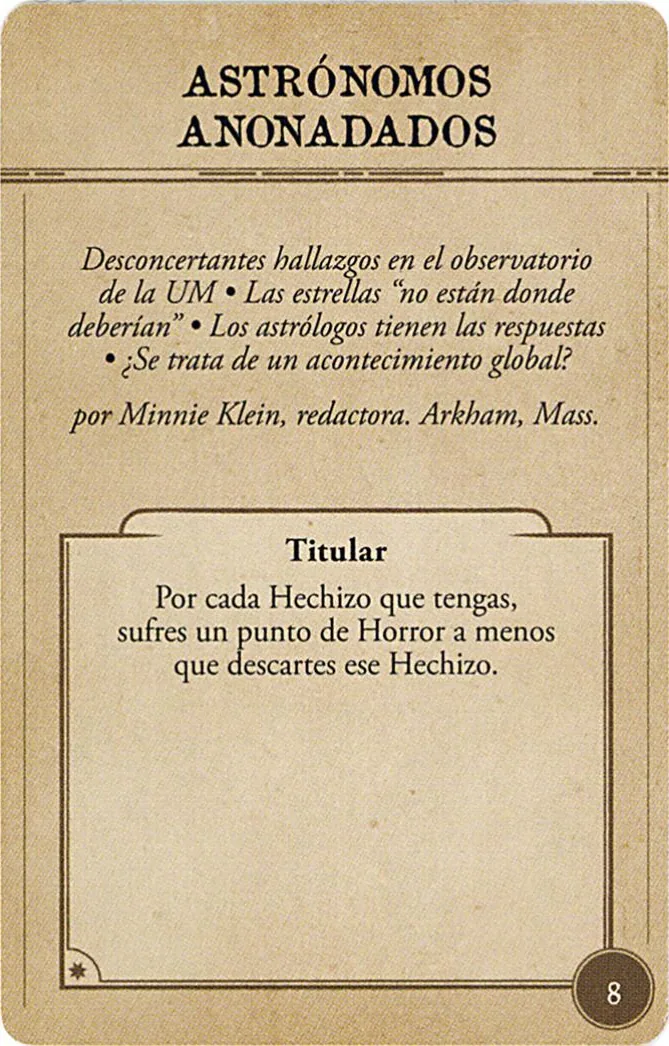 ASTRÓNOMOS
ANONADADOS
Desconcertantes hallazgos en el observatorio
de la UM • Las estrellas “no están donde
deberían” • Los astrólogos tienen las respuestas
• ¿Se trata de un acontecimiento global?
por Minnie Klein, redactora. Arkham, Mass.
Titular
Por cada Hechizo que tengas,
sufres un punto de Horror a menos
que descartes ese Hechizo.
8